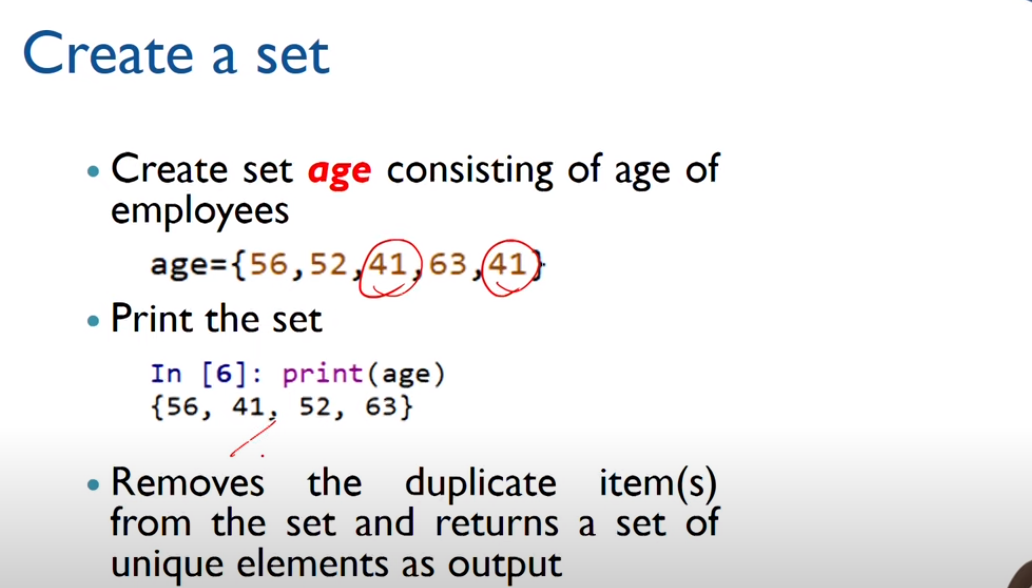 Create a set
• Create set age consisting of age of
employees
age={56,52,41,63,41}
• Print the set
In [6]: print(age)
{56, 41, 52, 63}
• Removes the duplicate item(s)
from the set and returns a set of
unique elements as output